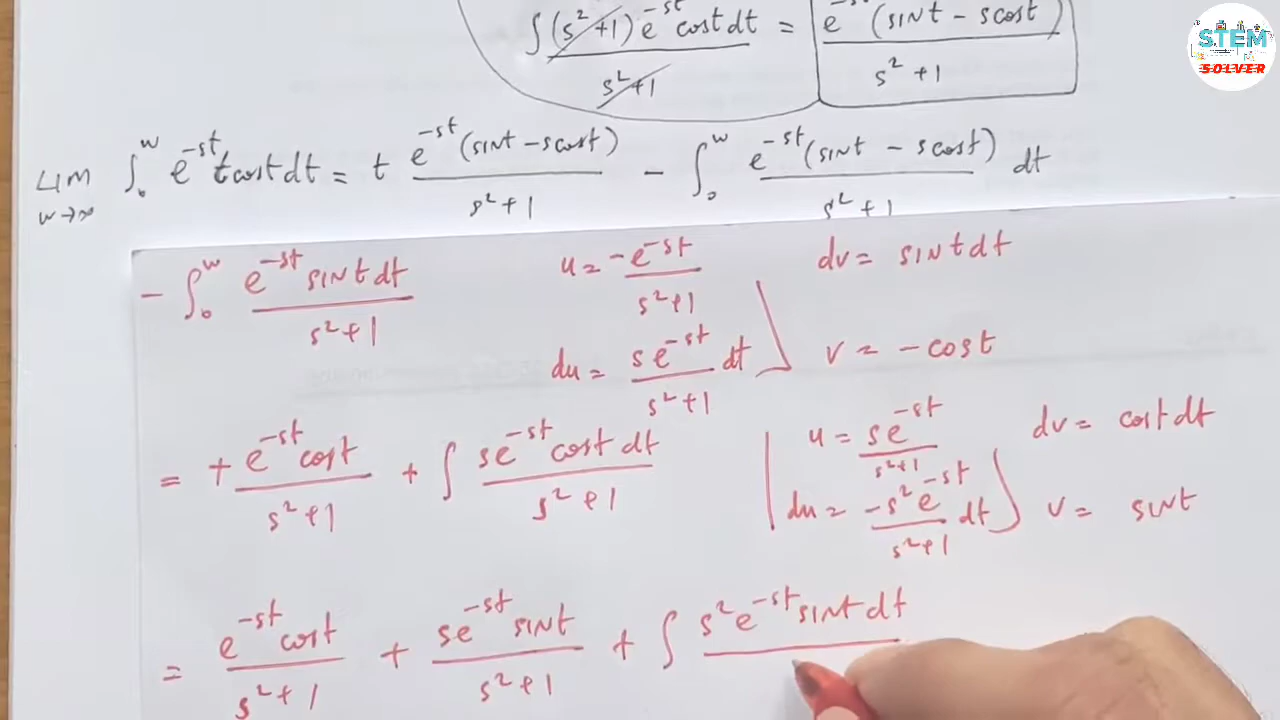 ∫ (s²+1) e^-st cost dt / s²+1 = e^-st (sint - scost) / s²+1
STEM
SOLVER
Lim w→∞ ∫₀^w e^-st t cost dt = t e^-st (sint - scost) / s²+1 - ∫₀^w e^-st (sint - scost) / s²+1 dt
- ∫₀^w e^-st sint dt / s²+1
u = -e^-st / s²+1
dv = sint dt
du = se^-st / s²+1 dt
v = -cost
= + e^-st cost / s²+1 + ∫ se^-st cost dt / s²+1
u = se^-st / s²+1
dv = cost dt
du = -s²e^-st / s²+1 dt
v = sint
= e^-st cost / s²+1 + se^-st sint / s²+1 + ∫ s²e^-st sint dt